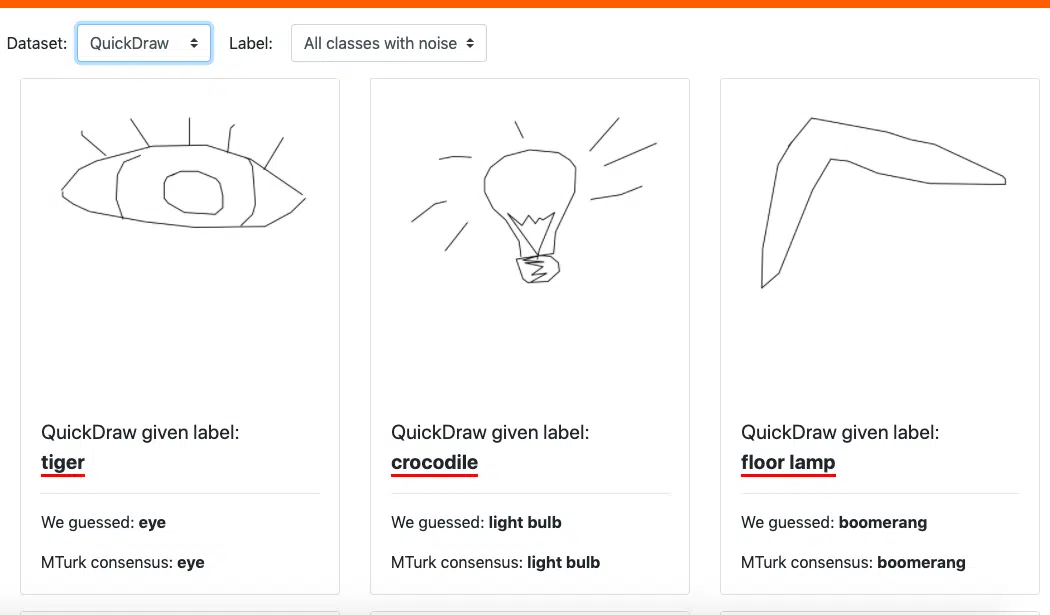 Dataset: QuickDraw Label: All classes with noise
QuickDraw given label:
tiger
We guessed: eye
MTurk consensus: eye
QuickDraw given label:
crocodile
We guessed: light bulb
MTurk consensus: light bulb
QuickDraw given label:
floor lamp
We guessed: boomerang
MTurk consensus: boomerang